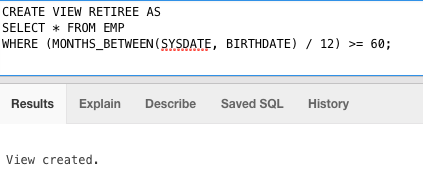 CREATE VIEW RETIREE AS
SELECT * FROM EMP
WHERE (MONTHS_BETWEEN(SYSDATE, BIRTHDATE) / 12) >= 60;
Results Explain Describe Saved SQL History
View created.